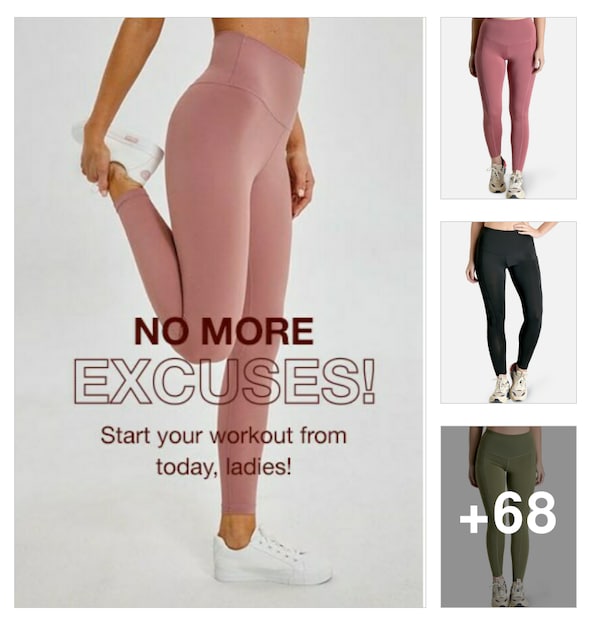 NO MORE
EXCUSES!
Start your workout from
today, ladies!
+68